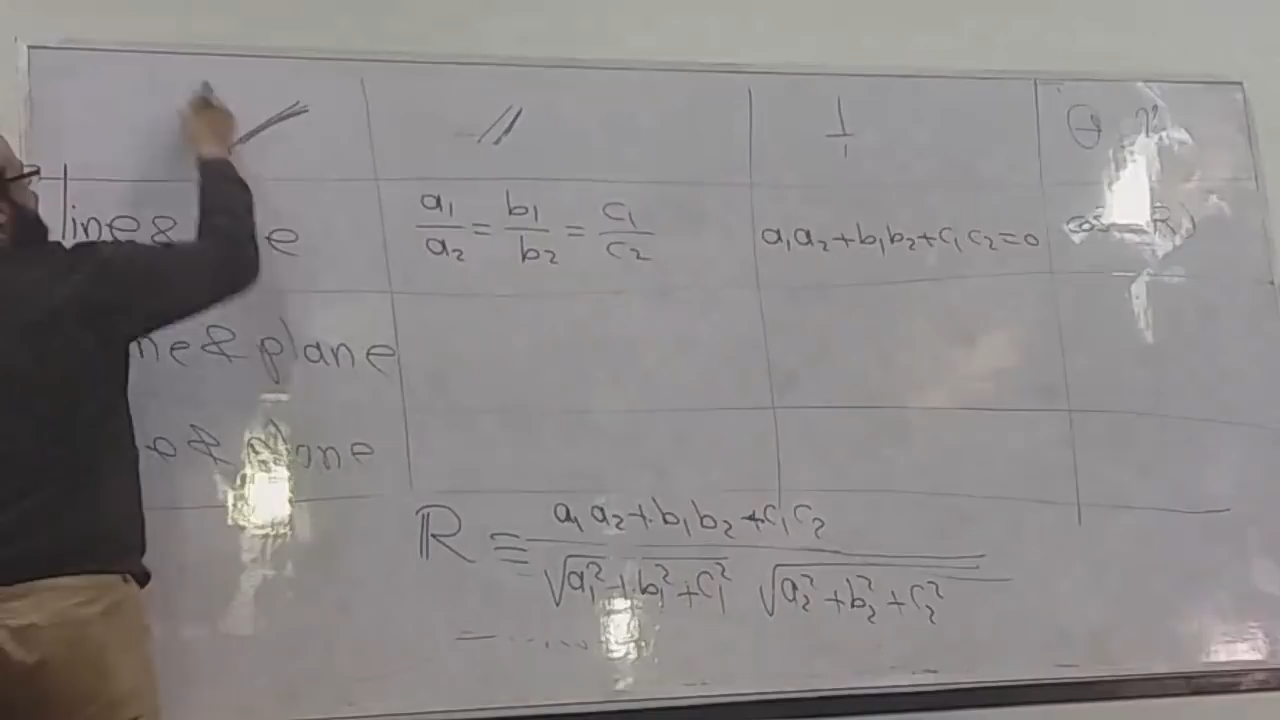 // ⊥ θ
line &
a₁/a₂ = b₁/b₂ = c₁/c₂ a₁a₂+b₁b₂+c₁c₂=0
& plane
&
ℝ ≡ a₁a₂+b₁b₂+c₁c₂ / √a₁²+b₁²+c₁² √a₂²+b₂²+c₂²
= .....